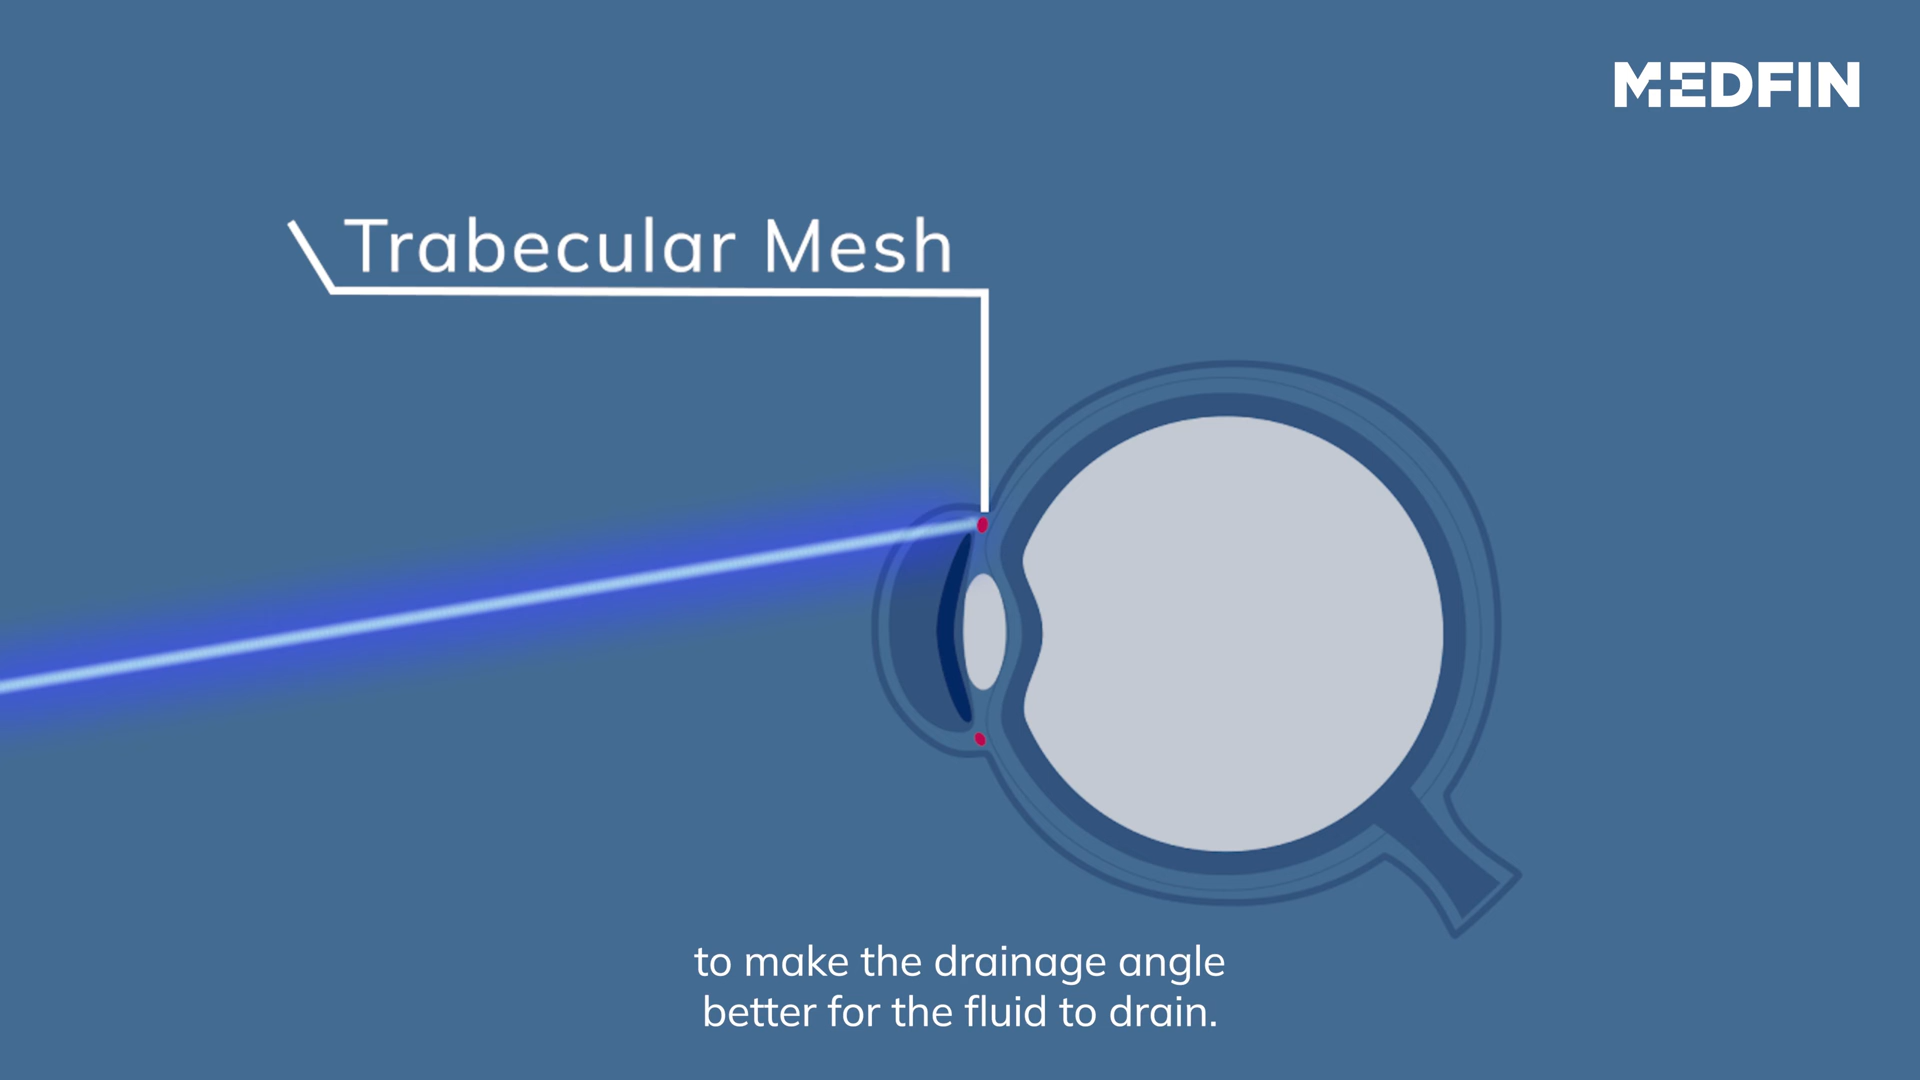 MEDFIN
Trabecular Mesh
to make the drainage angle
better for the fluid to drain.